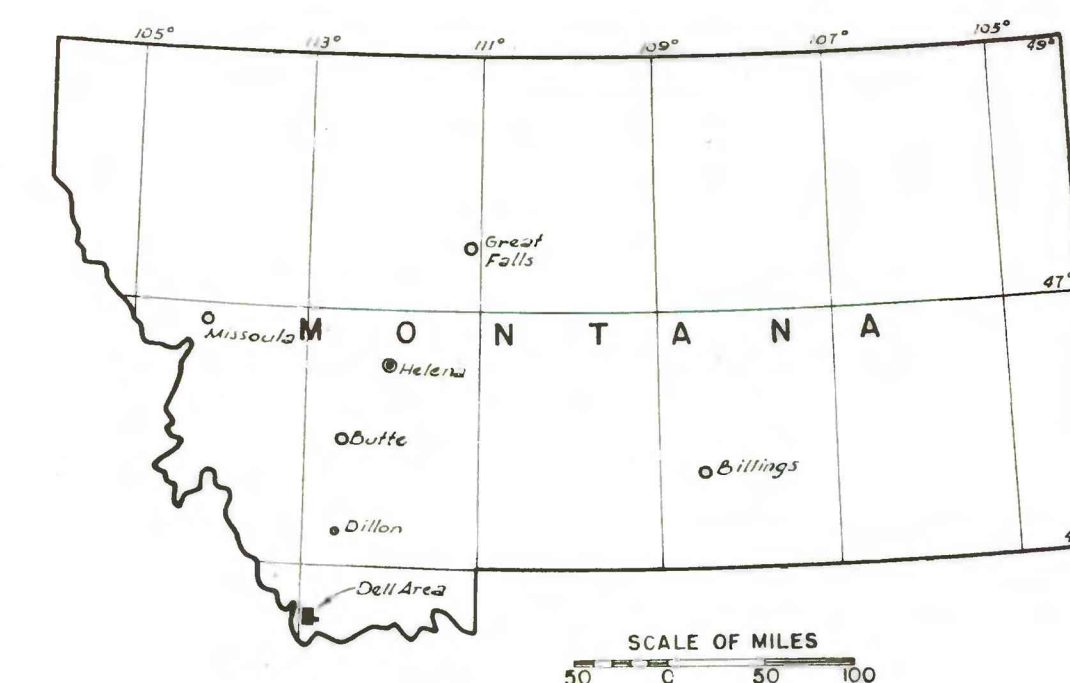 105° 113° 111° 109° 107° 105°
49°
Great
Falls
47°
Missoula
M O N T A N A
Helena
Butte
Billings
Dillon
4
Dell Area
SCALE OF MILES
50 0 50 100